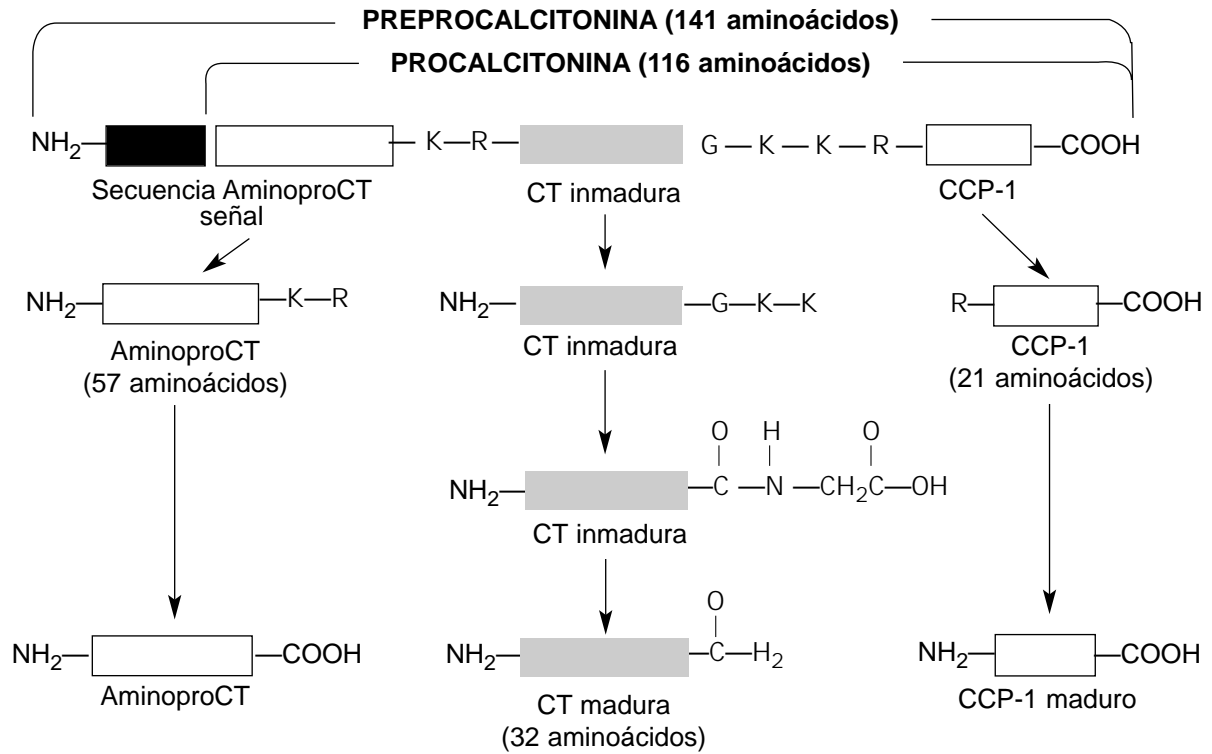 PREPROCALCITONINA (141 aminoácidos)
PROCALCITONINA (116 aminoácidos)
NH2 K R G K K R COOH
Secuencia AminoproCT CT inmadura CCP-1
señal
NH2 K R NH2 G K K R COOH
AminoproCT CT inmadura CCP-1
(57 aminoácidos) (21 aminoácidos)
O H O
NH2 C N CH2C OH
CT inmadura
O
NH2 COOH NH2 C H2 NH2 COOH
AminoproCT CT madura CCP-1 maduro
(32 aminoácidos)